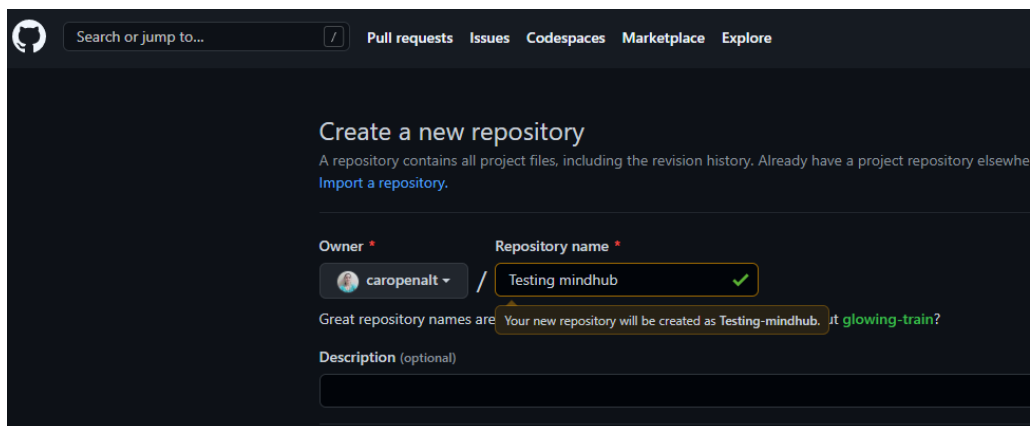 Search or jump to... / Pull requests Issues Codespaces Marketplace Explore
Create a new repository
A repository contains all project files, including the revision history. Already have a project repository
Import a repository.
Owner * Repository name *
caropenalt / Testing mindhub
Great repository names are glowing-train?
Your new repository will be created as Testing-mindhub.
Description (optional)